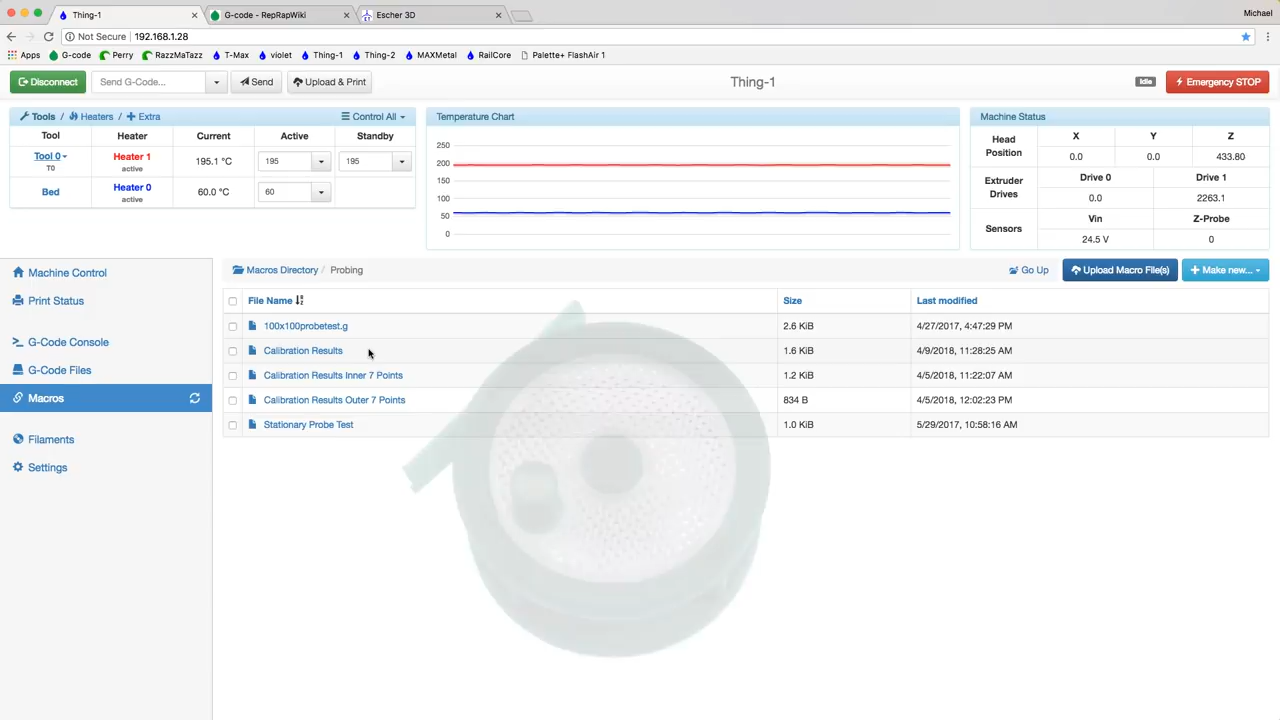 Thing-1
G-code - RepRapWiki
Escher 3D
Michael
Not Secure
192.168.1.28
Apps
G-code
Perry
RazzMaTazz
T-Max
violet
Thing-1
Thing-2
MAXMetal
RailCore
Palette+ FlashAir 1
Disconnect
Send G-Code...
Send
Upload & Print
Thing-1
Idle
Emergency STOP
Tools / Heaters / Extra
Control All
Tool
Heater
Current
Active
Standby
Tool 0
T0
Heater 1
active
195.1 °C
195
195
Bed
Heater 0
active
60.0 °C
60
Temperature Chart
250
200
150
100
50
0
Machine Status
Head Position
X
Y
Z
0.0
0.0
433.80
Extruder Drives
Drive 0
Drive 1
0.0
2263.1
Sensors
Vin
Z-Probe
24.5 V
0
Machine Control
Print Status
G-Code Console
G-Code Files
Macros
Filaments
Settings
Macros Directory / Probing
Go Up
Upload Macro File(s)
Make new...
File Name
Size
Last modified
100x100probetest.g
2.6 KiB
4/27/2017, 4:47:29 PM
Calibration Results
1.6 KiB
4/9/2018, 11:28:25 AM
Calibration Results Inner 7 Points
1.2 KiB
4/5/2018, 11:22:07 AM
Calibration Results Outer 7 Points
834 B
4/5/2018, 12:02:23 PM
Stationary Probe Test
1.0 KiB
5/29/2017, 10:58:16 AM